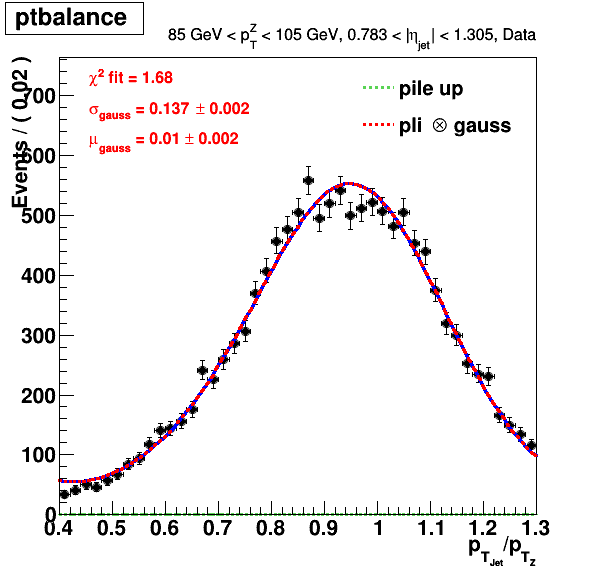 ptbalance
85 GeV < p_T^Z < 105 GeV, 0.783 < |η_jet| < 1.305, Data
χ² fit = 1.68
σ_gauss = 0.137 ± 0.002
μ_gauss = 0.01 ± 0.002
pile up
pli ⊗ gauss
Events / ( 0.02 )
700
600
500
400
300
200
100
0
0.4 0.5 0.6 0.7 0.8 0.9 1 1.1 1.2 1.3
p_T_Jet/p_T_Z